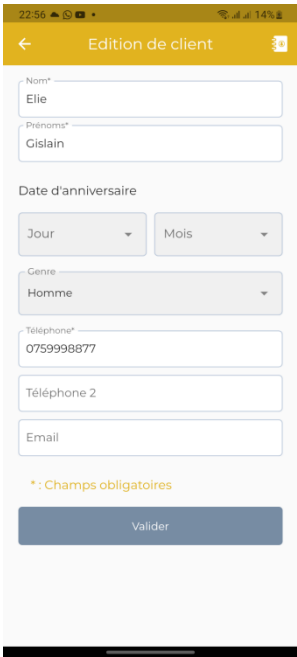 22:56 14%
Edition de client
Nom*
Elie
Prénoms*
Gislain
Date d'anniversaire
Jour Mois
Genre
Homme
Téléphone*
0759998877
Téléphone 2
Email
* : Champs obligatoires
Valider